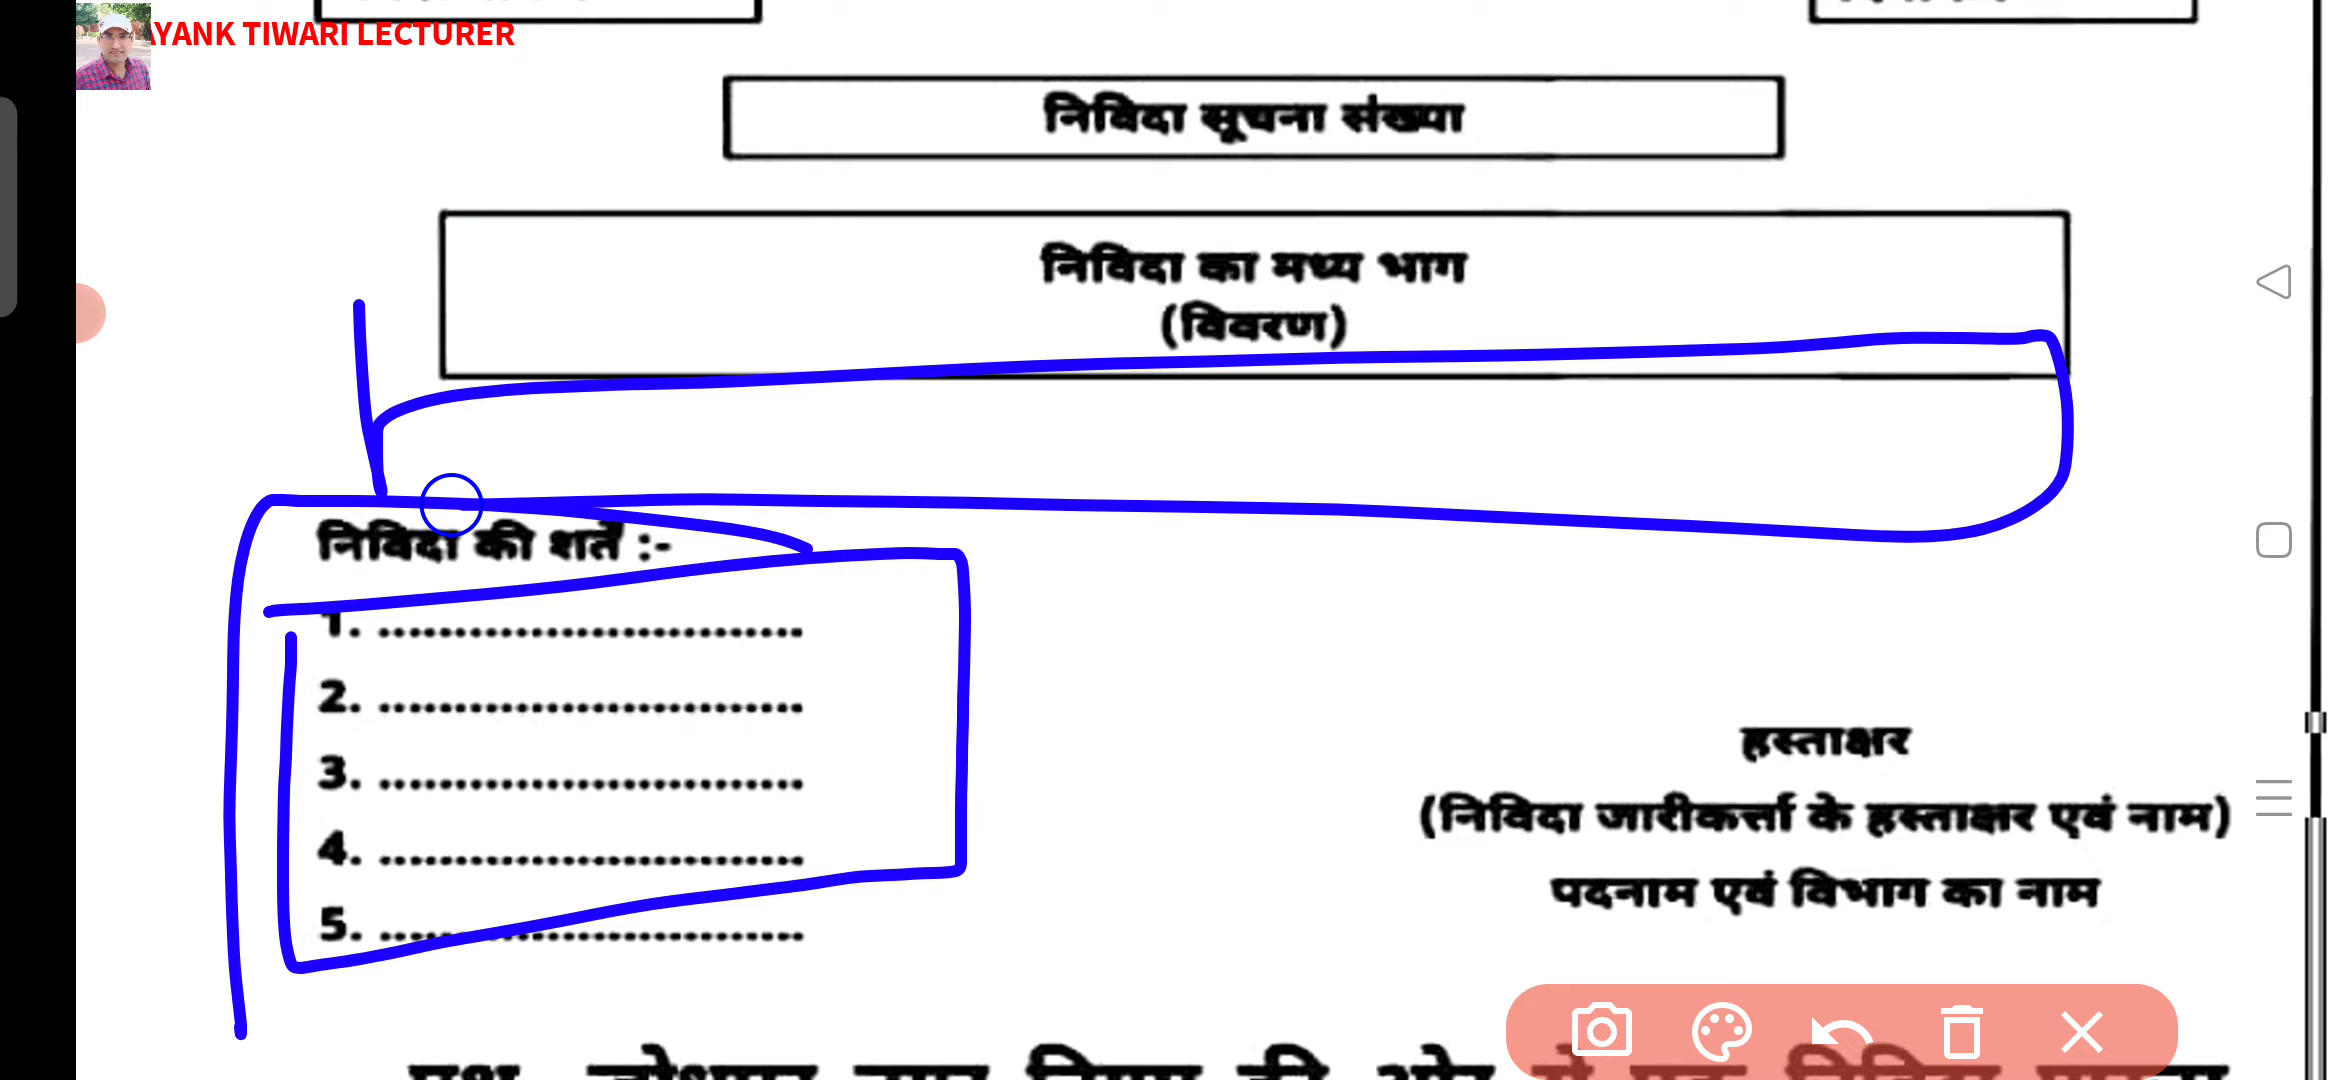 YANK TIWARI LECTURER
निविदा सूचना संख्या
निविदा का मध्य भाग
(विवरण)
निविदा की शर्तें :-
1. ............................
2. ............................
3. ............................
4. ............................
5. ............................
हस्ताक्षर
(निविदा जारीकर्त्ता के हस्ताक्षर एवं नाम)
पदनाम एवं विभाग का नाम